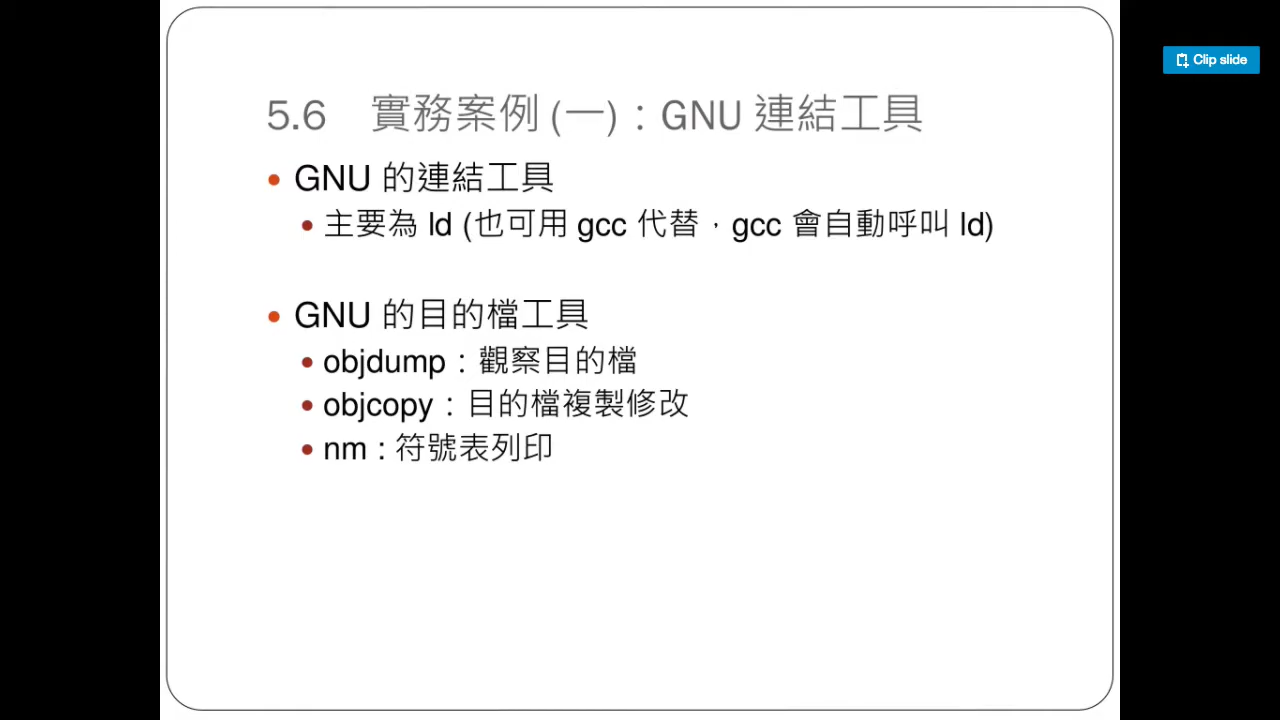 Clip slide
5.6 實務案例 (一)：GNU 連結工具
GNU 的連結工具
主要為 ld (也可用 gcc 代替，gcc 會自動呼叫 ld)
GNU 的目的檔工具
objdump：觀察目的檔
objcopy：目的檔複製修改
nm : 符號表列印